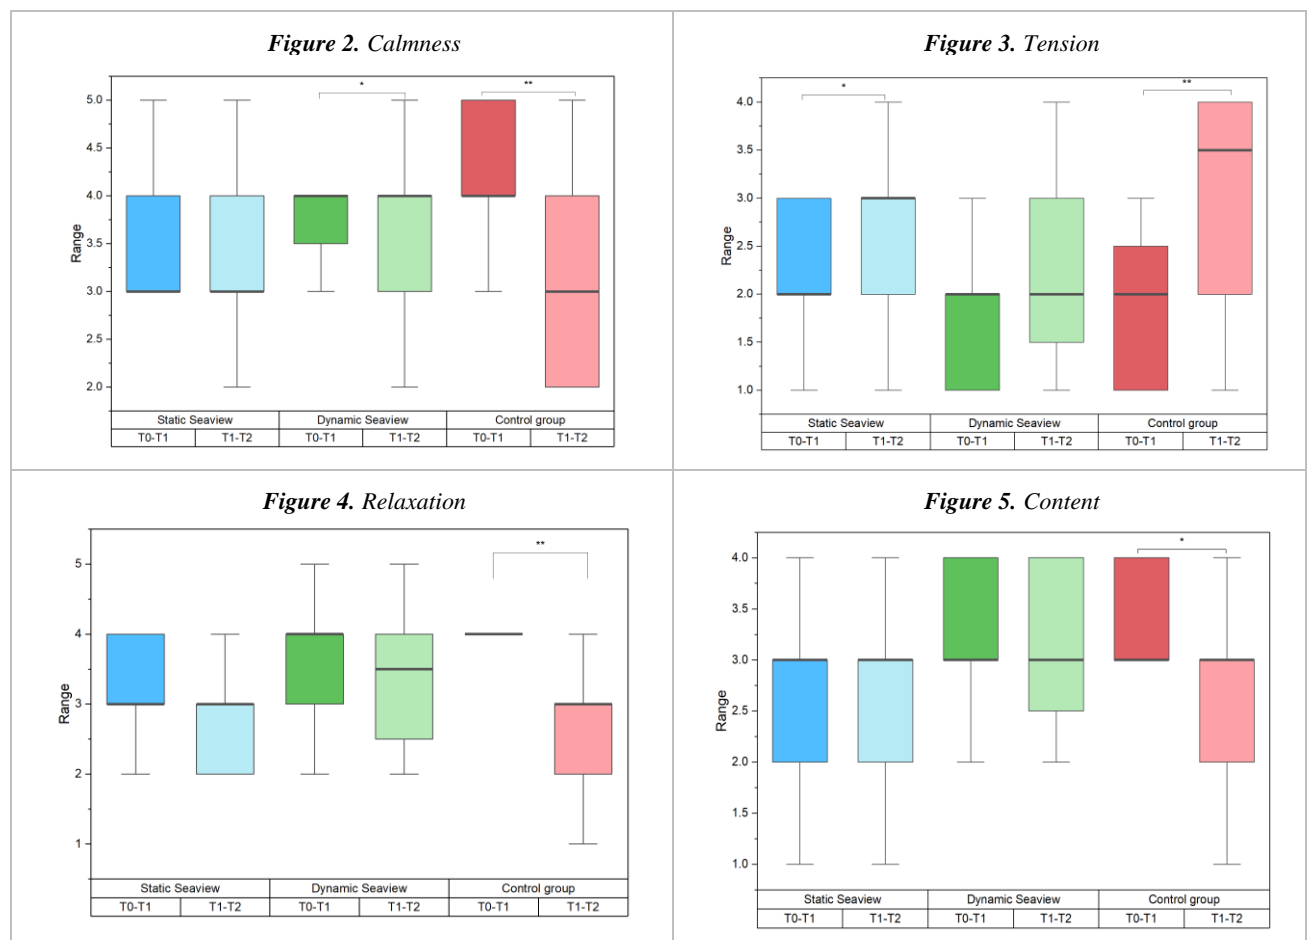 Figure 2. Calmness
*
**
5.0
4.5
4.0
3.5
3.0
2.5
2.0
Range
Static Seaview Dynamic Seaview Control group
T0-T1 T1-T2 T0-T1 T1-T2 T0-T1 T1-T2
Figure 3. Tension
*
**
4.0
3.5
3.0
2.5
2.0
1.5
1.0
Range
Static Seaview Dynamic Seaview Control group
T0-T1 T1-T2 T0-T1 T1-T2 T0-T1 T1-T2
Figure 4. Relaxation
**
5
4
3
2
1
Range
Static Seaview Dynamic Seaview Control group
T0-T1 T1-T2 T0-T1 T1-T2 T0-T1 T1-T2
Figure 5. Content
*
4.0
3.5
3.0
2.5
2.0
1.5
1.0
Range
Static Seaview Dynamic Seaview Control group
T0-T1 T1-T2 T0-T1 T1-T2 T0-T1 T1-T2